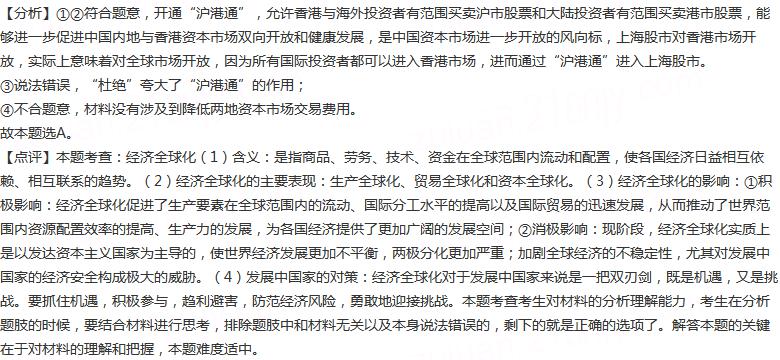 【分析】①②符合题意，开通“沪港通”，允许香港与海外投资者有范围买卖沪市股票和大陆投资者有范围买卖港市股票，能
够进一步促进中国内地与香港资本市场双向开放和健康发展，是中国资本市场进一步开放的风向标，上海股市对香港市场开
放，实际上意味着对全球市场开放，因为所有国际投资者都可以进入香港市场，进而通过“沪港通”进入上海股市。
③说法错误，“杜绝”夸大了“沪港通”的作用；
④不合题意，材料没有涉及到降低两地资本市场交易费用。
故本题选A。
【点评】本题考查：经济全球化（1）含义：是指商品、劳务、技术、资金在全球范围内流动和配置，使各国经济日益相互依
赖、相互联系的趋势。（2）经济全球化的主要表现：生产全球化、贸易全球化和资本全球化。（3）经济全球化的影响：①积
极影响：经济全球化促进了生产要素在全球范围内的流动、国际分工水平的提高以及国际贸易的迅速发展，从而推动了世界范
围内资源配置效率的提高、生产力的发展，为各国经济提供了更加广阔的发展空间；②消极影响：现阶段，经济全球化实质上
是以发达资本主义国家为主导的，使世界经济发展更加不平衡，两极分化更加严重；加剧全球经济的不稳定性，尤其对发展中
国家的经济安全构成极大的威胁。（4）发展中国家的对策：经济全球化对于发展中国家来说是一把双刃剑，既是机遇，又是挑
战。要抓住机遇，积极参与，趋利避害，防范经济风险，勇敢地迎接挑战。本题考查考生对材料的分析理解能力，考生在分析
题肢的时候，要结合材料进行思考，排除题肢中和材料无关以及本身说法错误的，剩下的就是正确的选项了。解答本题的关键
在于对材料的理解和把握，本题难度适中。